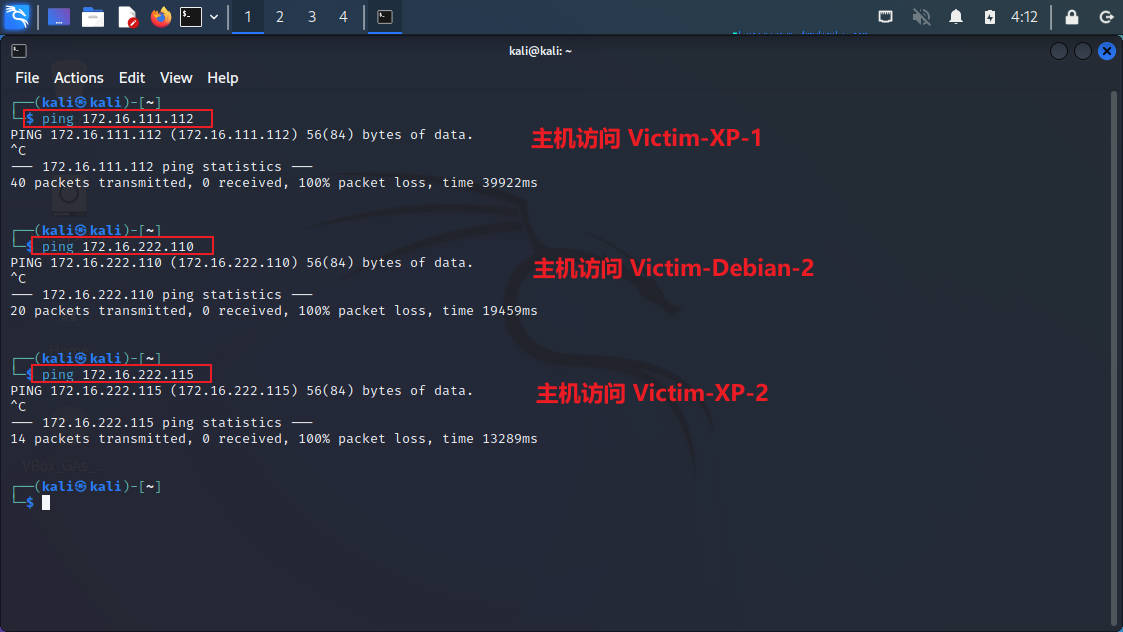 1 2 3 4 4:12
kali@kali: ~
File Actions Edit View Help
┌──(kali㉿kali)-[~]
└─$ ping 172.16.111.112
PING 172.16.111.112 (172.16.111.112) 56(84) bytes of data.
主机访问 Victim-XP-1
^C
── 172.16.111.112 ping statistics ──
40 packets transmitted, 0 received, 100% packet loss, time 39922ms
┌──(kali㉿kali)-[~]
└─$ ping 172.16.222.110
PING 172.16.222.110 (172.16.222.110) 56(84) bytes of data.
主机访问 Victim-Debian-2
^C
── 172.16.222.110 ping statistics ──
20 packets transmitted, 0 received, 100% packet loss, time 19459ms
┌──(kali㉿kali)-[~]
└─$ ping 172.16.222.115
PING 172.16.222.115 (172.16.222.115) 56(84) bytes of data.
主机访问 Victim-XP-2
^C
── 172.16.222.115 ping statistics ──
14 packets transmitted, 0 received, 100% packet loss, time 13289ms
┌──(kali㉿kali)-[~]
└─$